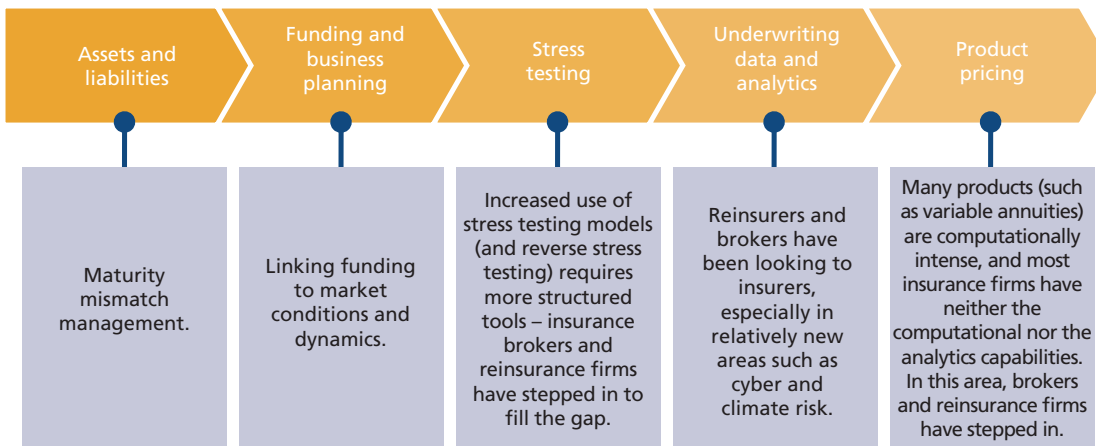 Assets and
liabilities
Funding and
business
planning
Stress
testing
Underwriting
data and
analytics
Product
pricing
Maturity
mismatch
management.
Linking funding
to market
conditions and
dynamics.
Increased use of
stress testing models
(and reverse stress
testing) requires
more structured
tools – insurance
brokers and
reinsurance firms
have stepped in to
fill the gap.
Reinsurers and
brokers have
been looking to
insurers,
especially in
relatively new
areas such as
cyber and
climate risk.
Many products (such
as variable annuities)
are computationally
intense, and most
insurance firms have
neither the
computational nor the
analytics capabilities.
In this area, brokers
and reinsurance firms
have stepped in.